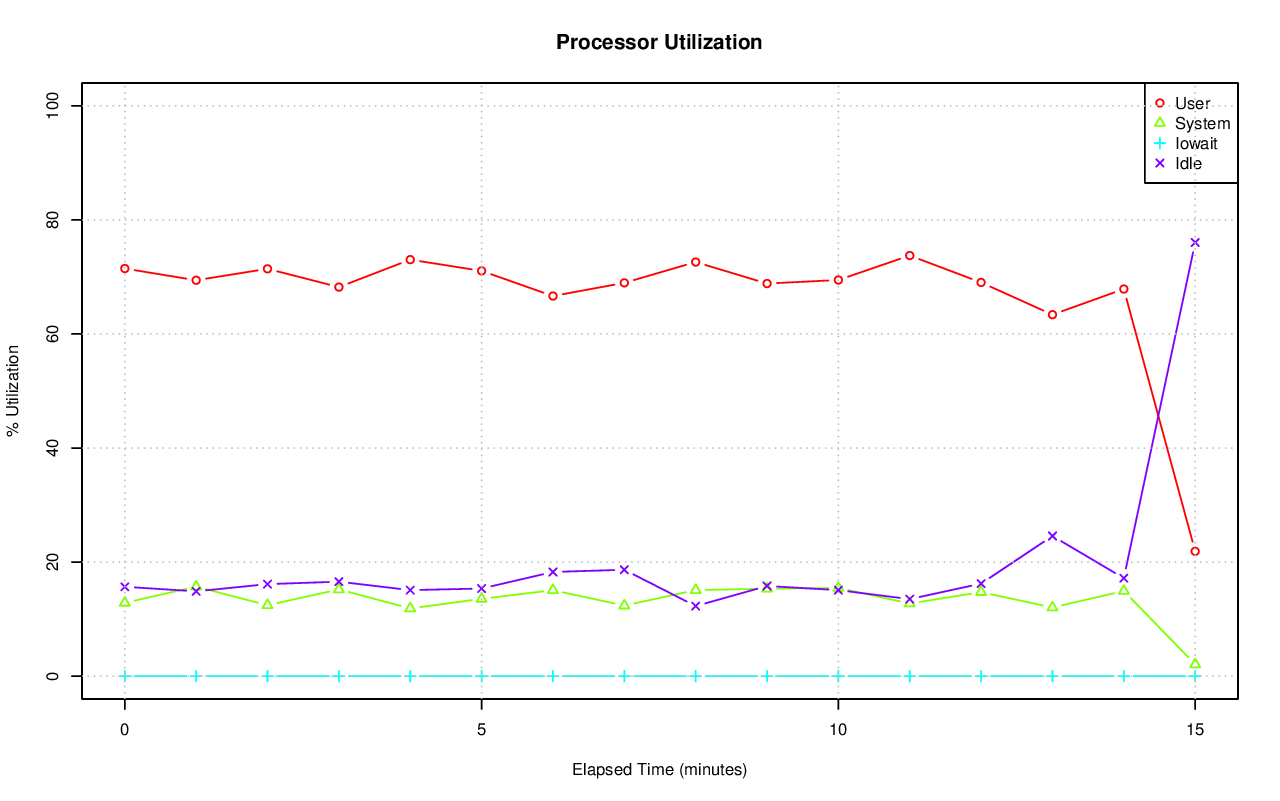 Processor Utilization
100
80
60
40
20
0
% Utilization
User
System
Iowait
Idle
0 5 10 15
Elapsed Time (minutes)